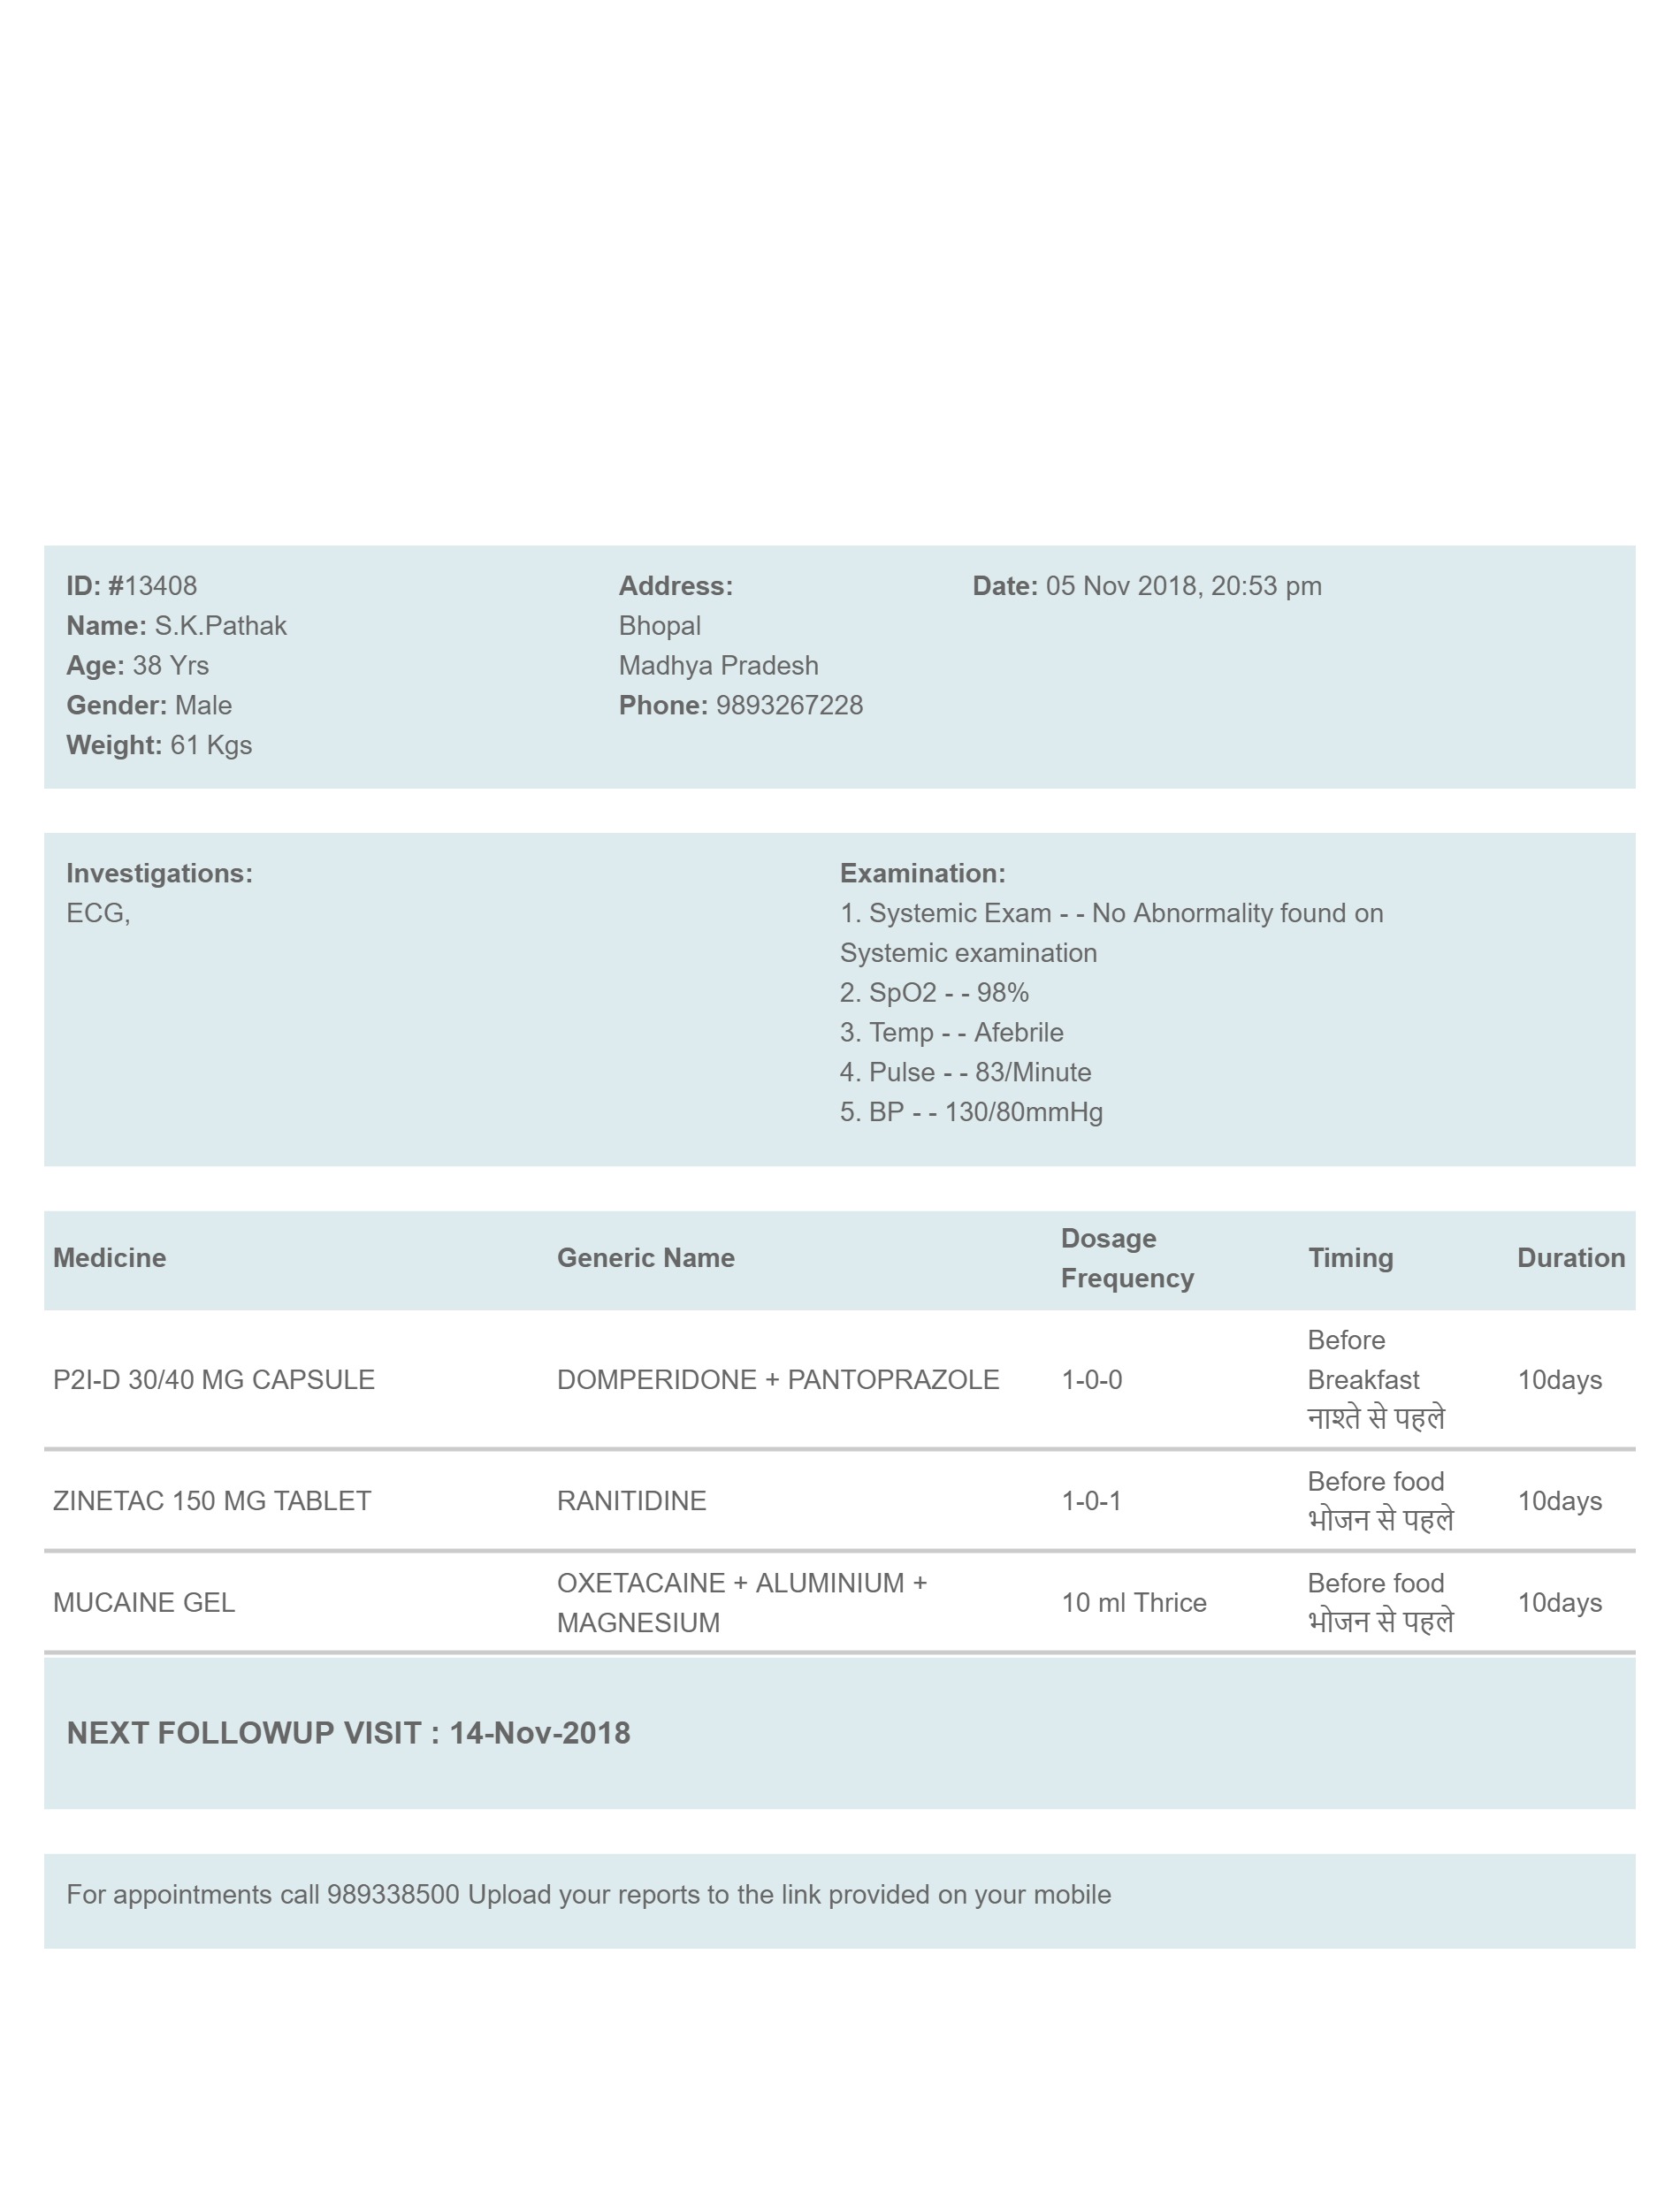 ID: #13408
Name: S.K.Pathak
Age: 38 Yrs
Gender: Male
Weight: 61 Kgs
Address:
Bhopal
Madhya Pradesh
Phone: 9893267228
Date: 05 Nov 2018, 20:53 pm
Investigations:
ECG,
Examination:
1. Systemic Exam - - No Abnormality found on
Systemic examination
2. SpO2 - - 98%
3. Temp - - Afebrile
4. Pulse - - 83/Minute
5. BP - - 130/80mmHg
Medicine Generic Name Dosage Frequency Timing Duration
P2I-D 30/40 MG CAPSULE DOMPERIDONE + PANTOPRAZOLE 1-0-0 Before Breakfast नाश्ते से पहले 10days
ZINETAC 150 MG TABLET RANITIDINE 1-0-1 Before food भोजन से पहले 10days
MUCAINE GEL OXETACAINE + ALUMINIUM + MAGNESIUM 10 ml Thrice Before food भोजन से पहले 10days
NEXT FOLLOWUP VISIT : 14-Nov-2018
For appointments call 989338500 Upload your reports to the link provided on your mobile